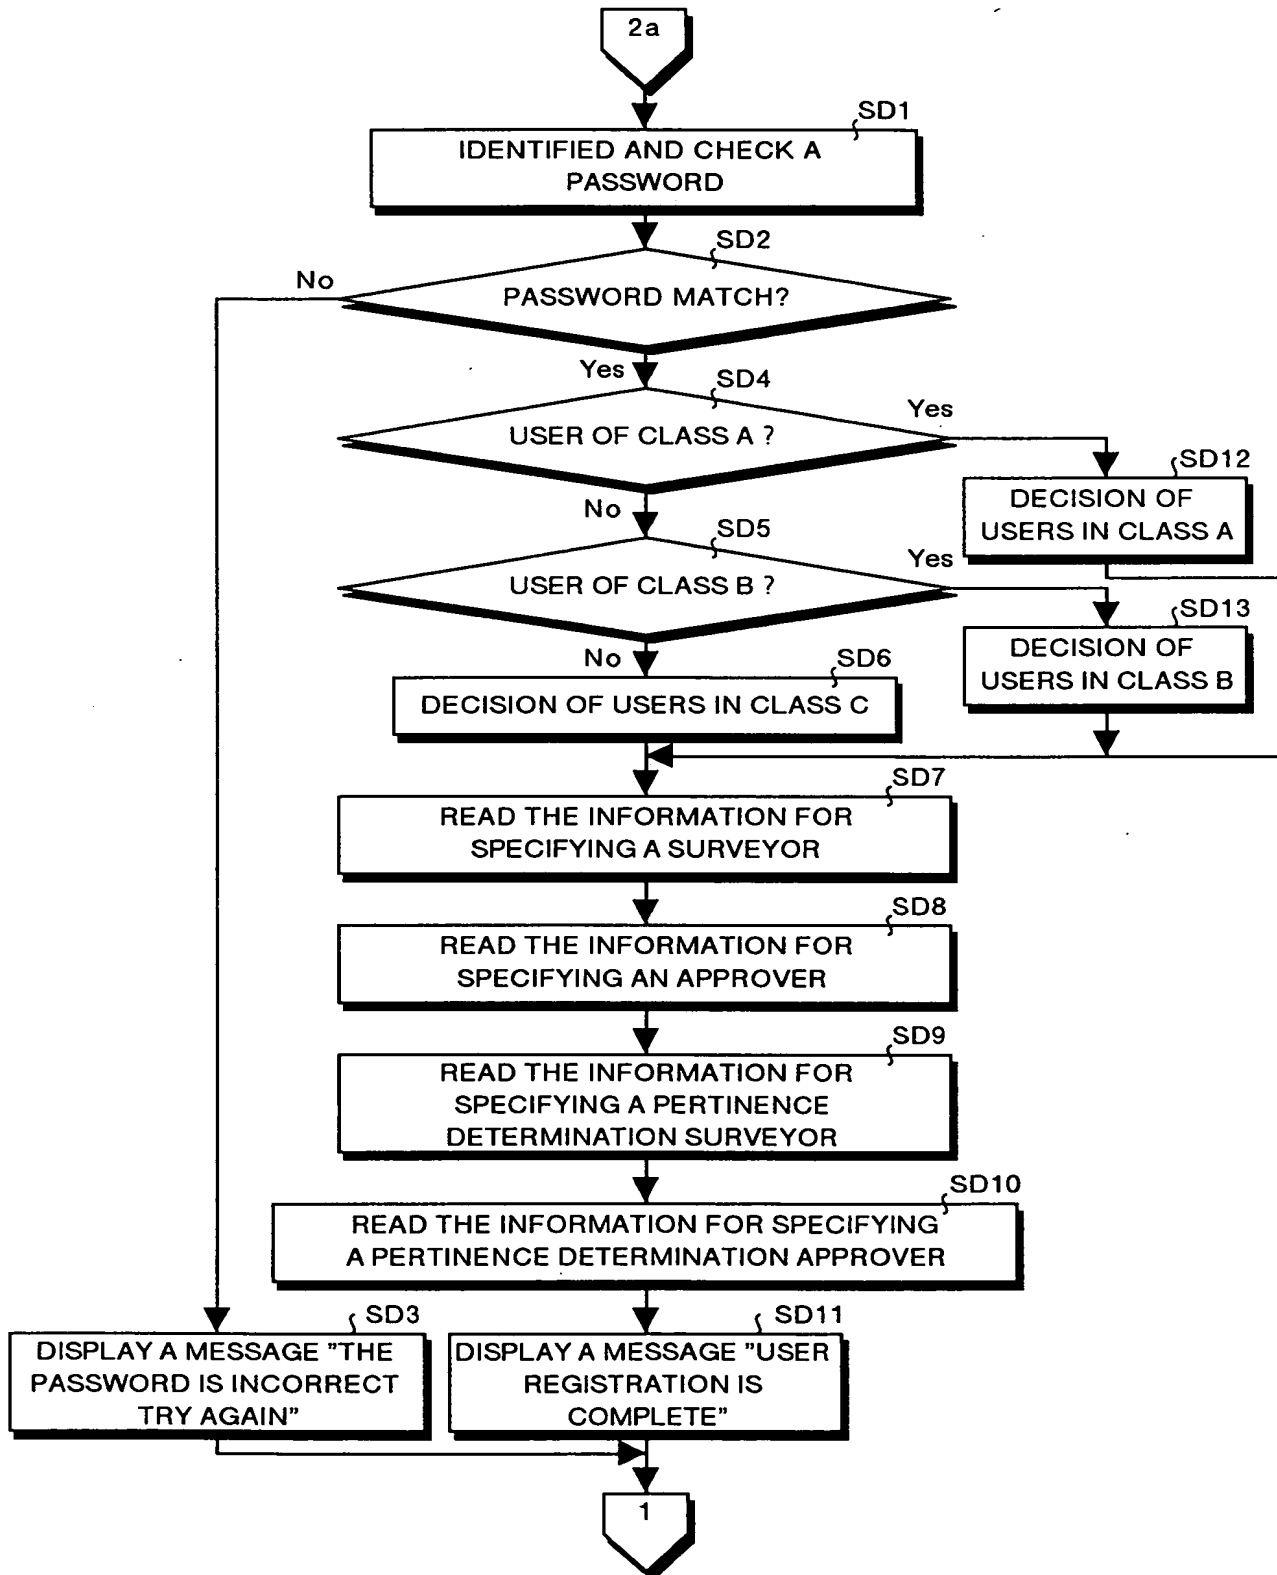 2a
SD1
IDENTIFIED AND CHECK A
PASSWORD
SD2
No
PASSWORD MATCH?
Yes
SD4
Yes
USER OF CLASS A ?
SD12
DECISION OF
USERS IN CLASS A
No
SD5
Yes
USER OF CLASS B ?
SD13
DECISION OF
USERS IN CLASS B
No
SD6
DECISION OF USERS IN CLASS C
SD7
READ THE INFORMATION FOR
SPECIFYING A SURVEYOR
SD8
READ THE INFORMATION FOR
SPECIFYING AN APPROVER
SD9
READ THE INFORMATION FOR
SPECIFYING A PERTINENCE
DETERMINATION SURVEYOR
SD10
READ THE INFORMATION FOR SPECIFYING
A PERTINENCE DETERMINATION APPROVER
SD3
DISPLAY A MESSAGE "THE
PASSWORD IS INCORRECT
TRY AGAIN"
SD11
DISPLAY A MESSAGE "USER
REGISTRATION IS
COMPLETE"
1